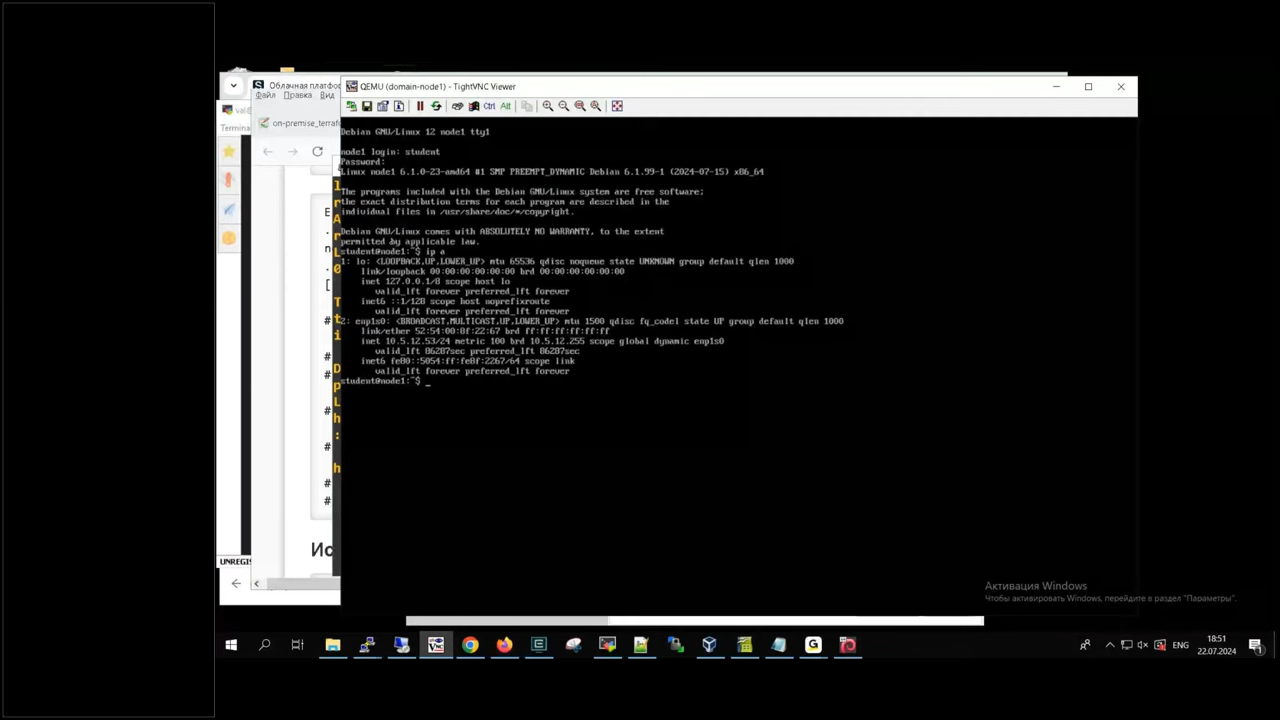 Облачная платфор
QEMU (domain-node1) - TightVNC Viewer
Файл Правка Вид
Ctrl Alt
val
Termina
on-premise_terrafo
Debian GNU/Linux 12 node1 tty1
node1 login: student
Password:
Linux node1 6.1.0-23-amd64 #1 SMP PREEMPT_DYNAMIC Debian 6.1.99-1 (2024-07-15) x86_64
The programs included with the Debian GNU/Linux system are free software;
the exact distribution terms for each program are described in the
individual files in /usr/share/doc/*/copyright.
Debian GNU/Linux comes with ABSOLUTELY NO WARRANTY, to the extent
permitted by applicable law.
student@node1:~$ ip a
1: lo: <LOOPBACK,UP,LOWER_UP> mtu 65536 qdisc noqueue state UNKNOWN group default qlen 1000
link/loopback 00:00:00:00:00:00 brd 00:00:00:00:00:00
inet 127.0.0.1/8 scope host lo
valid_lft forever preferred_lft forever
inet6 ::1/128 scope host noprefixroute
valid_lft forever preferred_lft forever
2: enp1s0: <BROADCAST,MULTICAST,UP,LOWER_UP> mtu 1500 qdisc fq_codel state UP group default qlen 1000
link/ether 52:54:00:8f:22:67 brd ff:ff:ff:ff:ff:ff
inet 10.5.12.53/24 metric 100 brd 10.5.12.255 scope global dynamic enp1s0
valid_lft 86287sec preferred_lft 86287sec
inet6 fe80::5054:ff:fe8f:2267/64 scope link
valid_lft forever preferred_lft forever
student@node1:~$ _
Ис
UNREGIS
Активация Windows
Чтобы активировать Windows, перейдите в раздел "Параметры".
ENG
18:51
22.07.2024